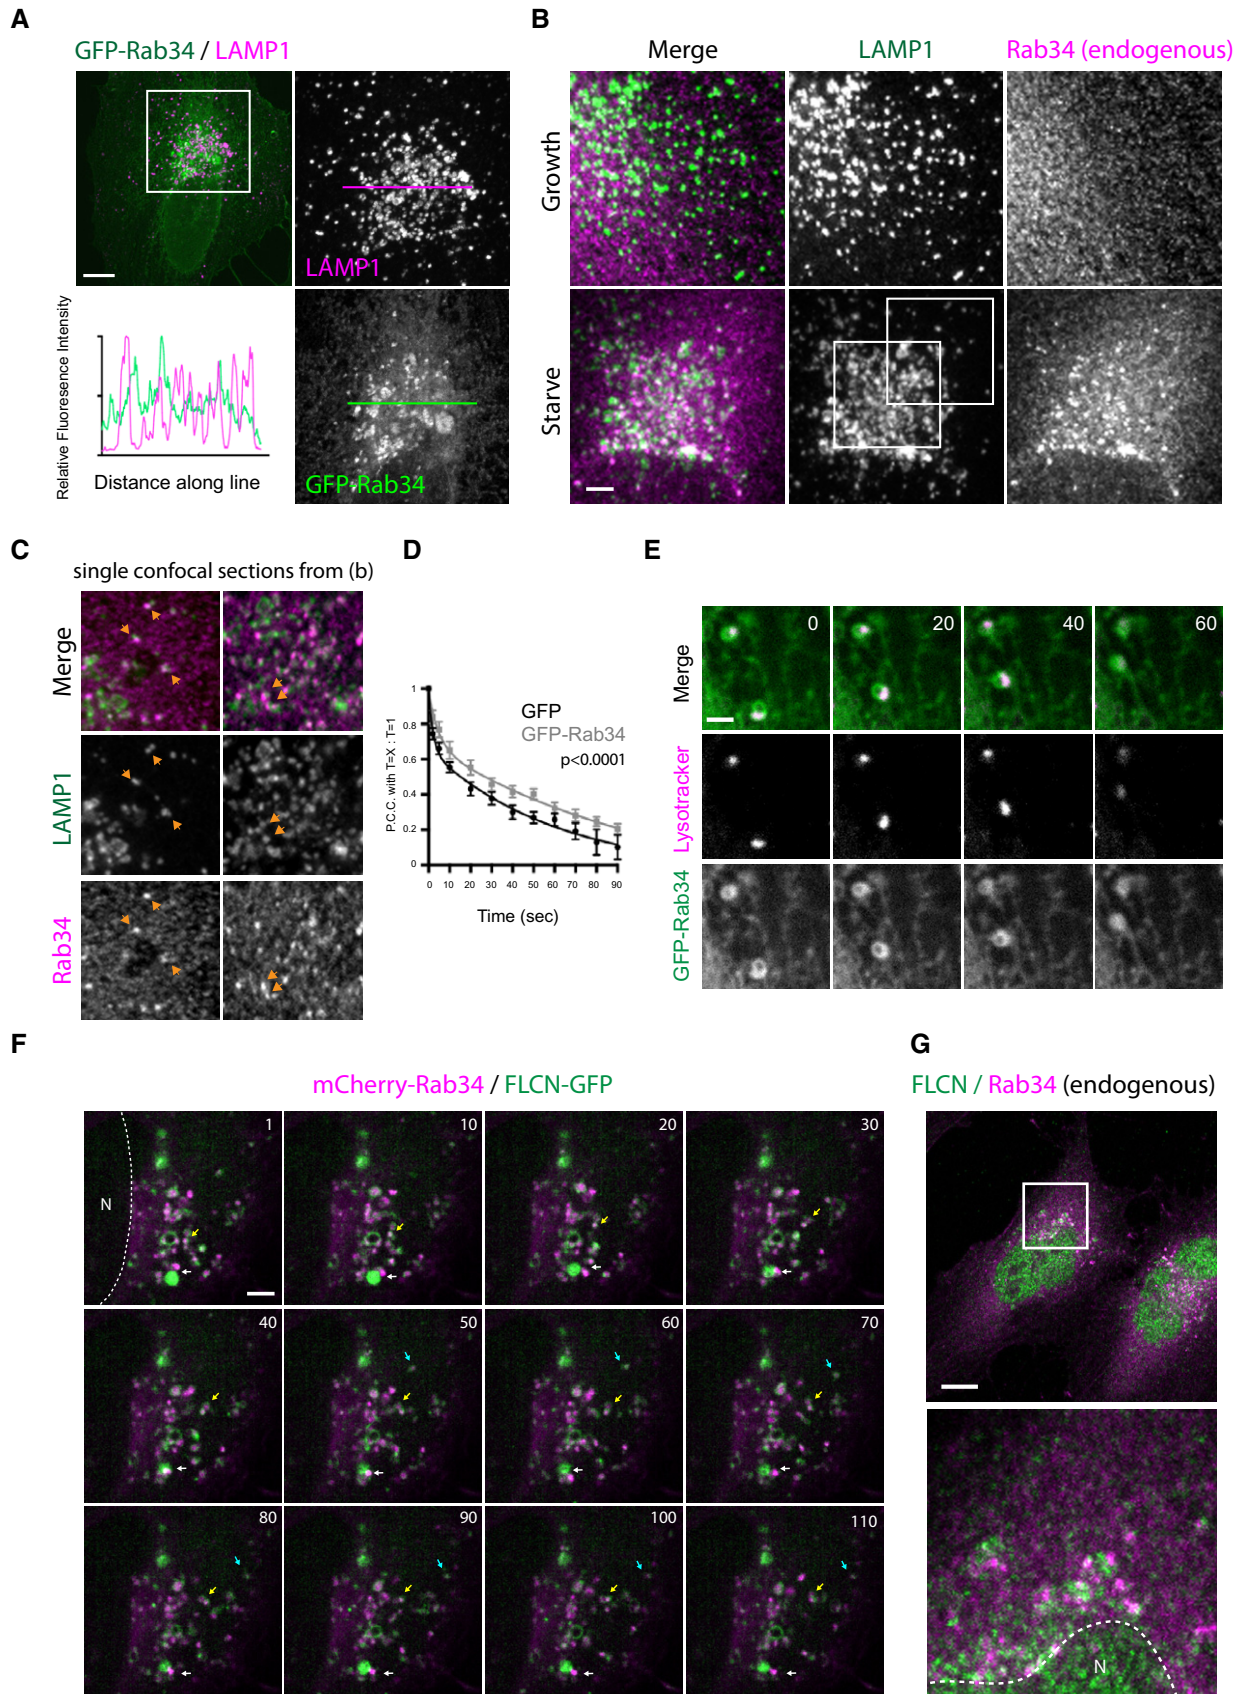 A
GFP-Rab34 / LAMP1
LAMP1
Relative Fluoresence Intensity
Distance along line
GFP-Rab34
B
Merge
LAMP1
Rab34 (endogenous)
Growth
Starve
C
single confocal sections from (b)
Merge
LAMP1
Rab34
D
P.C.C. with T=X : T=1
1
0.8
0.6
0.4
0.2
0
GFP
GFP-Rab34
p<0.0001
0 10 20 30 40 50 60 70 80 90
Time (sec)
E
0
20
40
60
Merge
Lysotracker
GFP-Rab34
F
mCherry-Rab34 / FLCN-GFP
N
1
10
20
30
40
50
60
70
80
90
100
110
G
FLCN / Rab34 (endogenous)
N